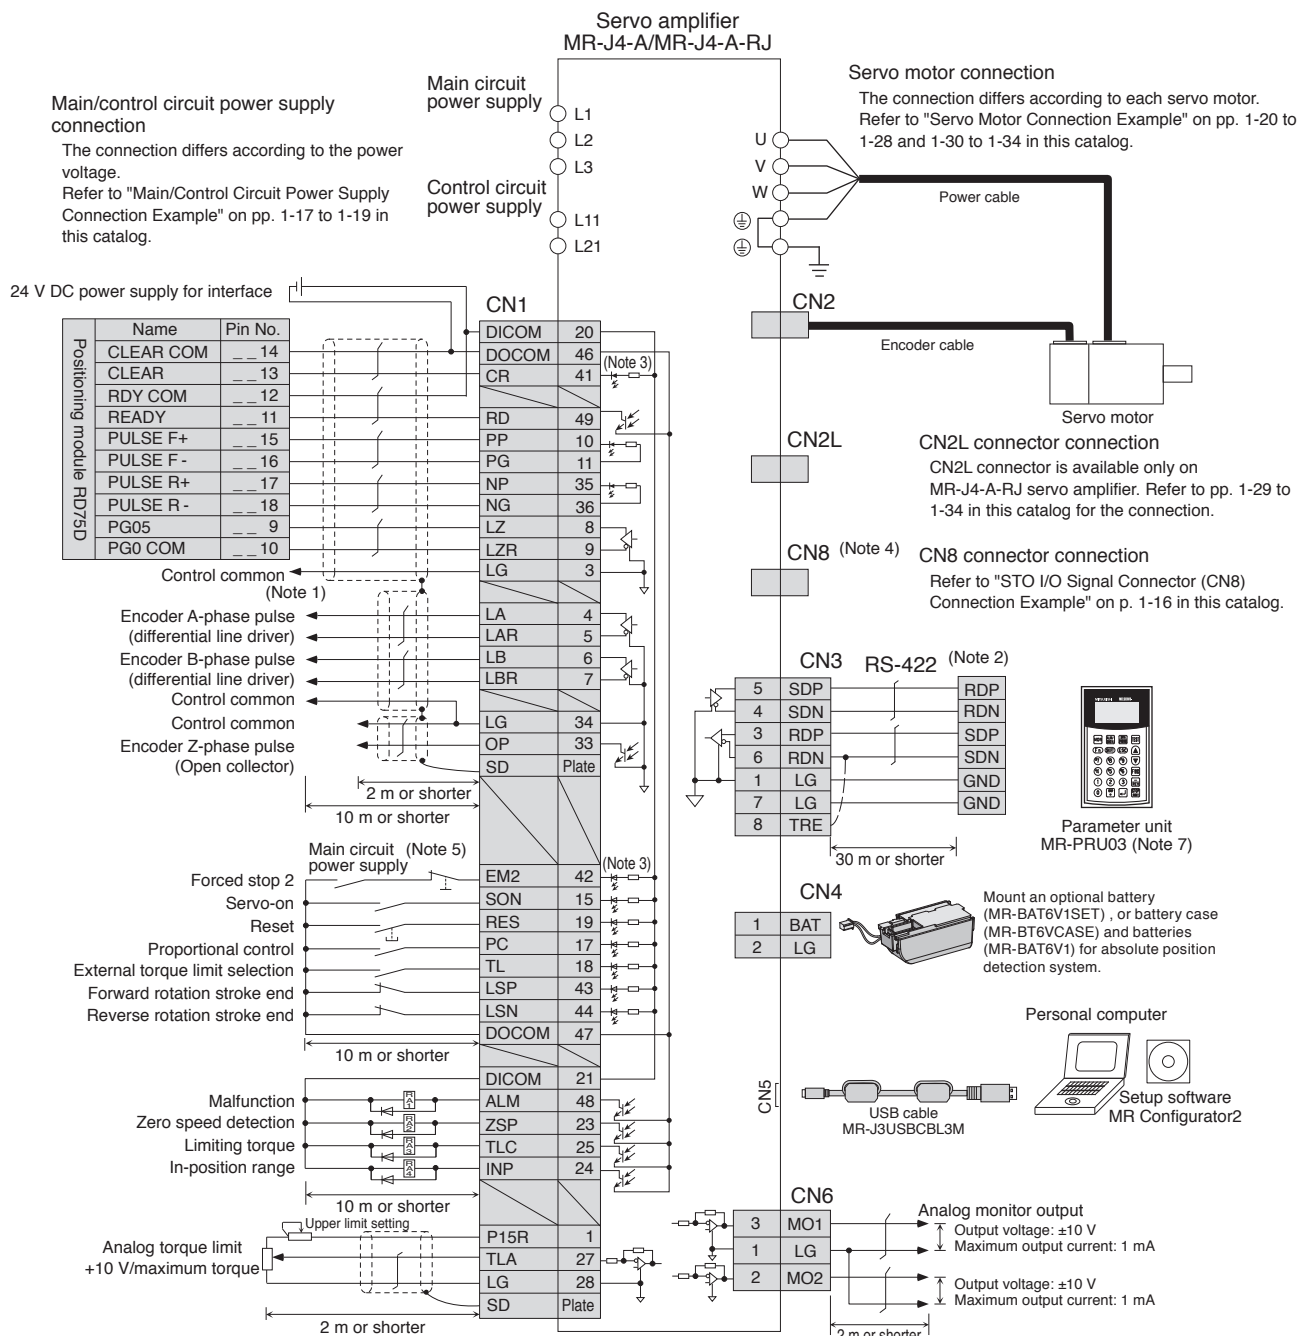 Servo amplifier
MR-J4-A/MR-J4-A-RJ
Main/control circuit power supply
connection
The connection differs according to the power
voltage.
Refer to "Main/Control Circuit Power Supply
Connection Example" on pp. 1-17 to 1-19 in
this catalog.
Main circuit
power supply
L1
L2
L3
Control circuit
power supply
L11
L21
U
V
W
Servo motor connection
The connection differs according to each servo motor.
Refer to "Servo Motor Connection Example" on pp. 1-20 to
1-28 and 1-30 to 1-34 in this catalog.
Power cable
CN2
Encoder cable
Servo motor
24 V DC power supply for interface
Positioning module RD75D
Name Pin No.
CLEAR COM _ _ 14
CLEAR _ _ 13
RDY COM _ _ 12
READY _ _ 11
PULSE F+ _ _ 15
PULSE F - _ _ 16
PULSE R+ _ _ 17
PULSE R - _ _ 18
PG05 _ _ 9
PG0 COM _ _ 10
Control common
(Note 1)
Encoder A-phase pulse
(differential line driver)
Encoder B-phase pulse
(differential line driver)
Control common
Control common
Encoder Z-phase pulse
(Open collector)
2 m or shorter
10 m or shorter
CN1
DICOM 20
DOCOM 46
(Note 3)
CR 41
RD 49
PP 10
PG 11
NP 35
NG 36
LZ 8
LZR 9
LG 3
LA 4
LAR 5
LB 6
LBR 7
LG 34
OP 33
SD Plate
Main circuit
power supply
(Note 5)
(Note 3)
Forced stop 2
EM2 42
Servo-on
SON 15
Reset
RES 19
Proportional control
PC 17
External torque limit selection
TL 18
Forward rotation stroke end
LSP 43
Reverse rotation stroke end
LSN 44
DOCOM 47
10 m or shorter
DICOM 21
Malfunction
RA1
ALM 48
Zero speed detection
RA2
ZSP 23
Limiting torque
RA3
TLC 25
In-position range
RA4
INP 24
10 m or shorter
Upper limit setting
Analog torque limit
+10 V/maximum torque
P15R 1
TLA 27
LG 28
SD Plate
2 m or shorter
CN2L
CN2L connector connection
CN2L connector is available only on
MR-J4-A-RJ servo amplifier. Refer to pp. 1-29 to
1-34 in this catalog for the connection.
CN8 (Note 4)
CN8 connector connection
Refer to "STO I/O Signal Connector (CN8)
Connection Example" on p. 1-16 in this catalog.
CN3 RS-422 (Note 2)
5 SDP RDP
4 SDN RDN
3 RDP SDP
6 RDN SDN
1 LG GND
7 LG GND
8 TRE
30 m or shorter
Parameter unit
MR-PRU03 (Note 7)
CN4
1 BAT
2 LG
Mount an optional battery
(MR-BAT6V1SET) , or battery case
(MR-BT6VCASE) and batteries
(MR-BAT6V1) for absolute position
detection system.
CN5
USB cable
MR-J3USBCBL3M
Personal computer
Setup software
MR Configurator2
CN6
3 MO1
1 LG
2 MO2
Analog monitor output
Output voltage: ±10 V
Maximum output current: 1 mA
Output voltage: ±10 V
Maximum output current: 1 mA
2 m or shorter